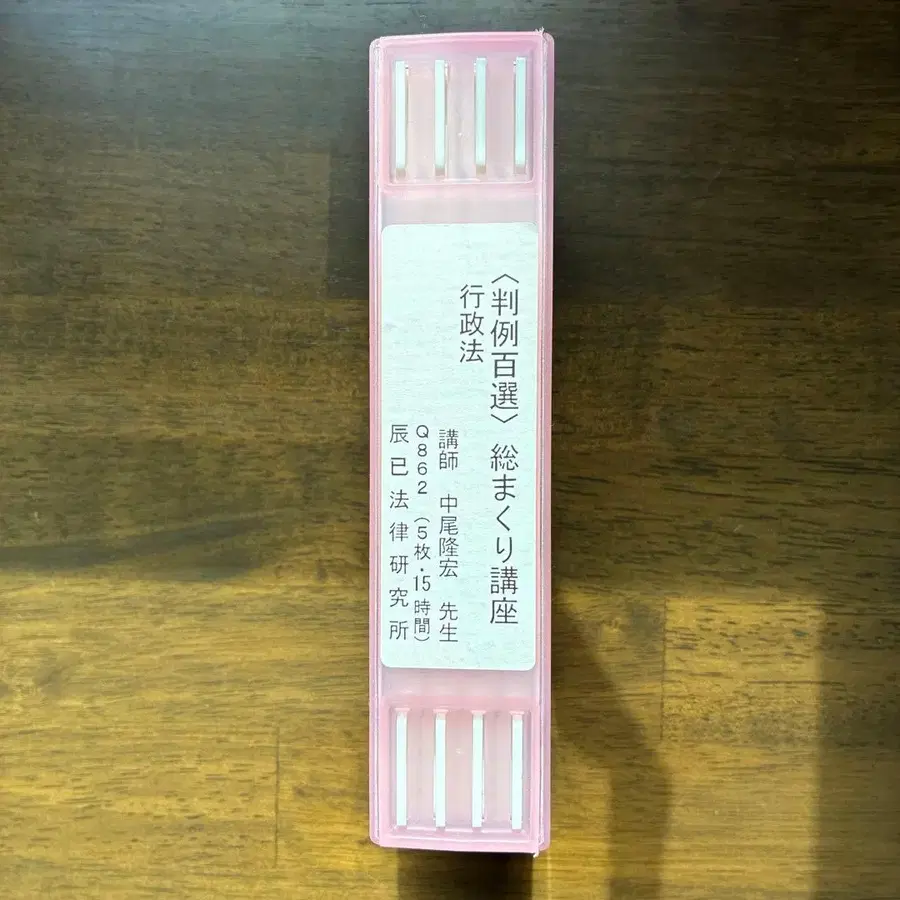 〈判例百選〉 総まくり講座
行政法
講師 中尾隆宏 先生
Q862 (5枚・15時間)
辰已法律研究所